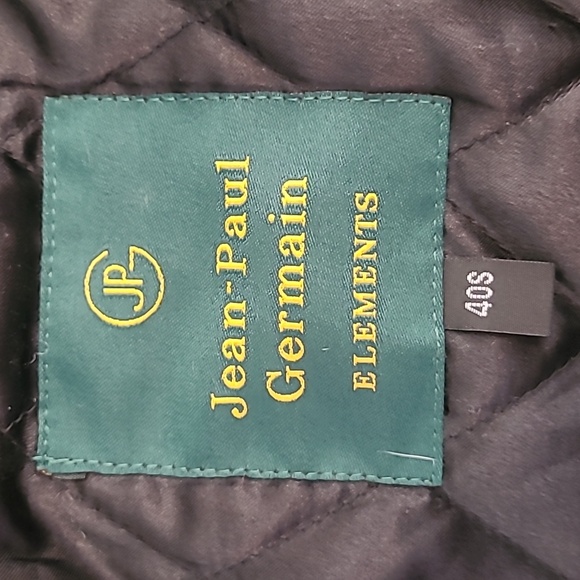 JPG
Jean-Paul
Germain
ELEMENTS
40S